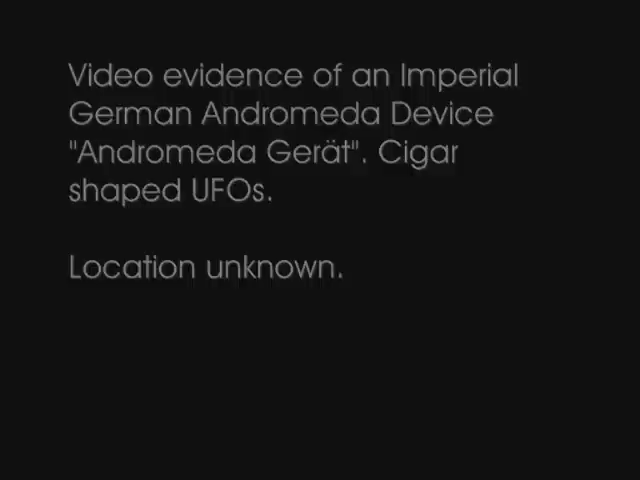 Video evidence of an Imperial
German Andromeda Device
"Andromeda Gerät". Cigar
shaped UFOs.
Location unknown.